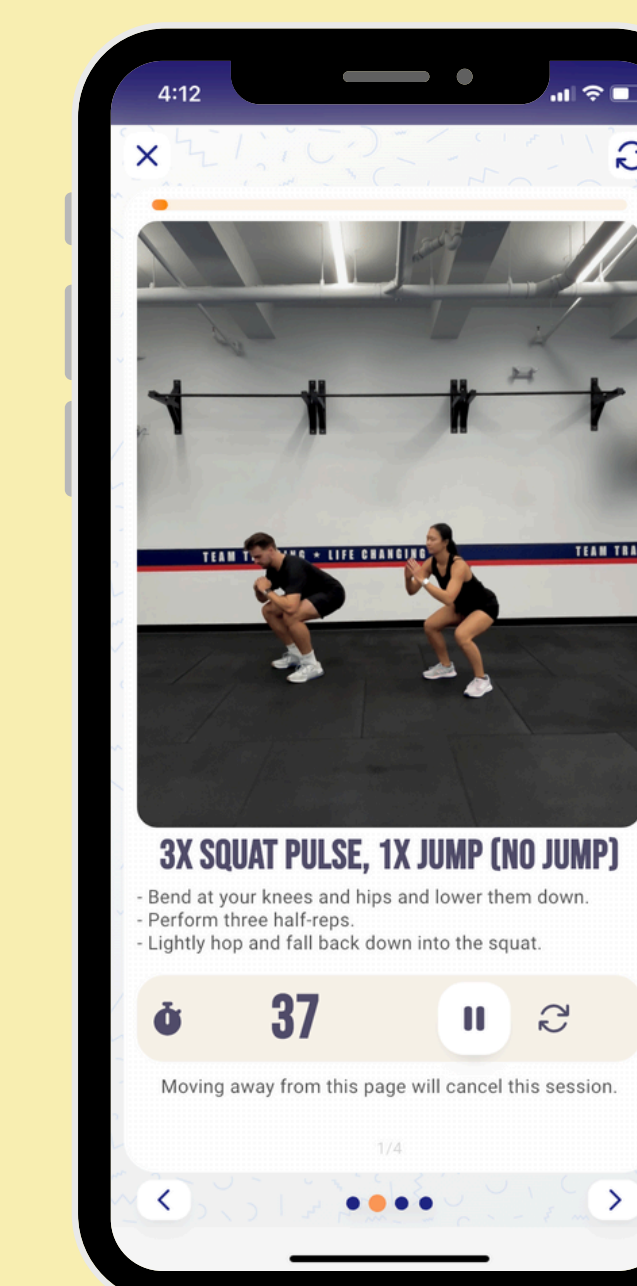 4:12
TEAM T NG ★ LIFE CHANGING
TEAM TRA
3X SQUAT PULSE, 1X JUMP (NO JUMP)
- Bend at your knees and hips and lower them down.
- Perform three half-reps.
- Lightly hop and fall back down into the squat.
37
Moving away from this page will cancel this session.
1/4